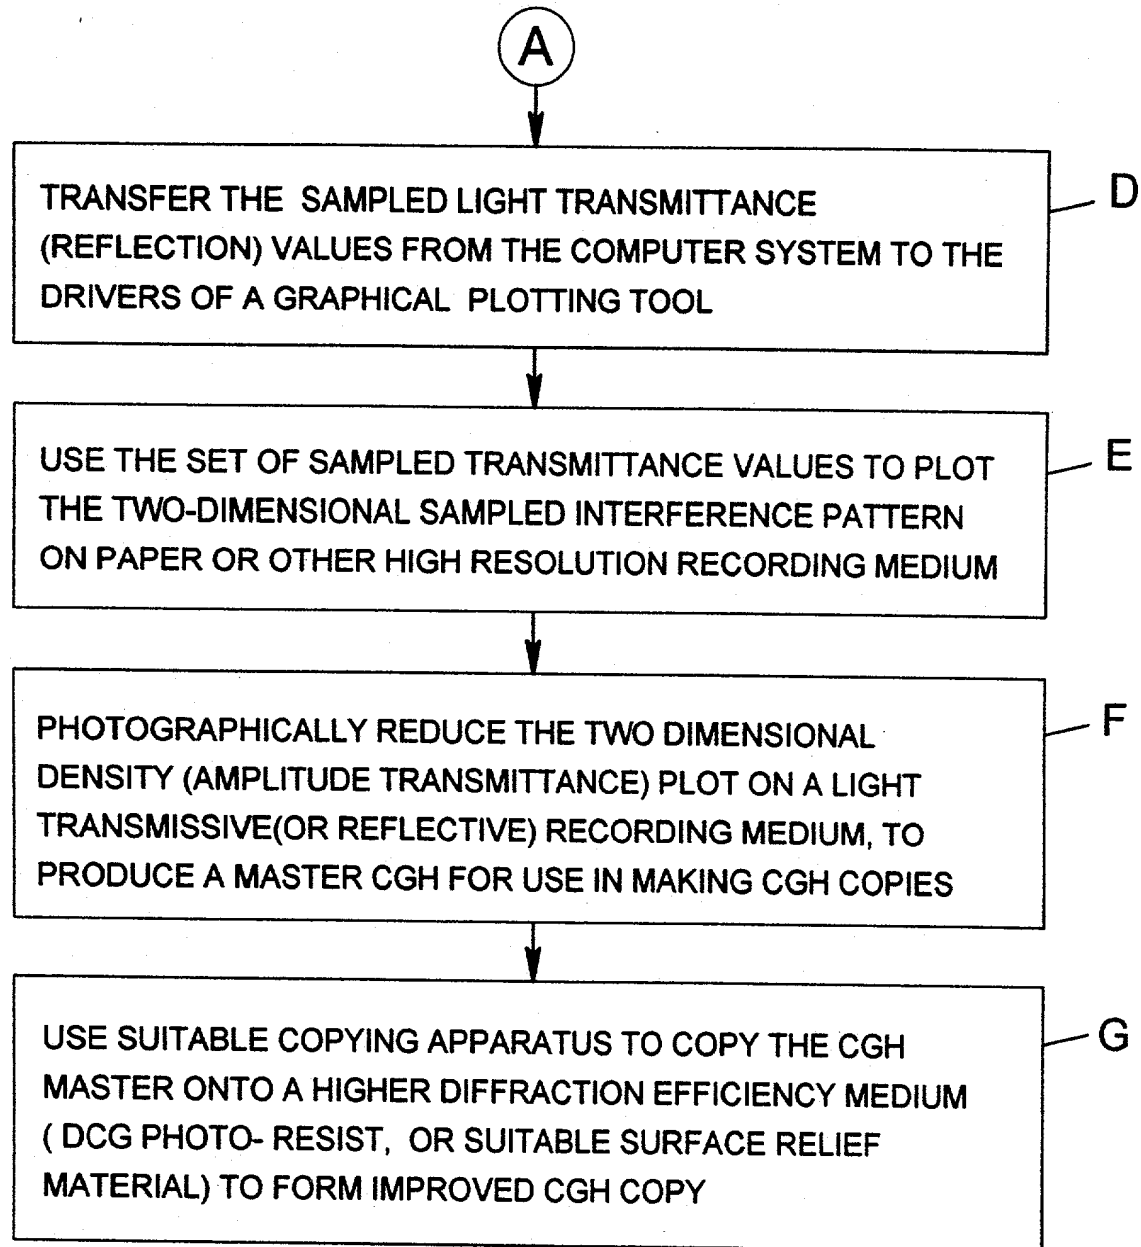 A
TRANSFER THE SAMPLED LIGHT TRANSMITTANCE
(REFLECTION) VALUES FROM THE COMPUTER SYSTEM TO THE
DRIVERS OF A GRAPHICAL PLOTTING TOOL
D
USE THE SET OF SAMPLED TRANSMITTANCE VALUES TO PLOT
THE TWO-DIMENSIONAL SAMPLED INTERFERENCE PATTERN
ON PAPER OR OTHER HIGH RESOLUTION RECORDING MEDIUM
E
PHOTOGRAPHICALLY REDUCE THE TWO DIMENSIONAL
DENSITY (AMPLITUDE TRANSMITTANCE) PLOT ON A LIGHT
TRANSMISSIVE(OR REFLECTIVE) RECORDING MEDIUM, TO
PRODUCE A MASTER CGH FOR USE IN MAKING CGH COPIES
F
USE SUITABLE COPYING APPARATUS TO COPY THE CGH
MASTER ONTO A HIGHER DIFFRACTION EFFICIENCY MEDIUM
( DCG PHOTO- RESIST, OR SUITABLE SURFACE RELIEF
MATERIAL) TO FORM IMPROVED CGH COPY
G